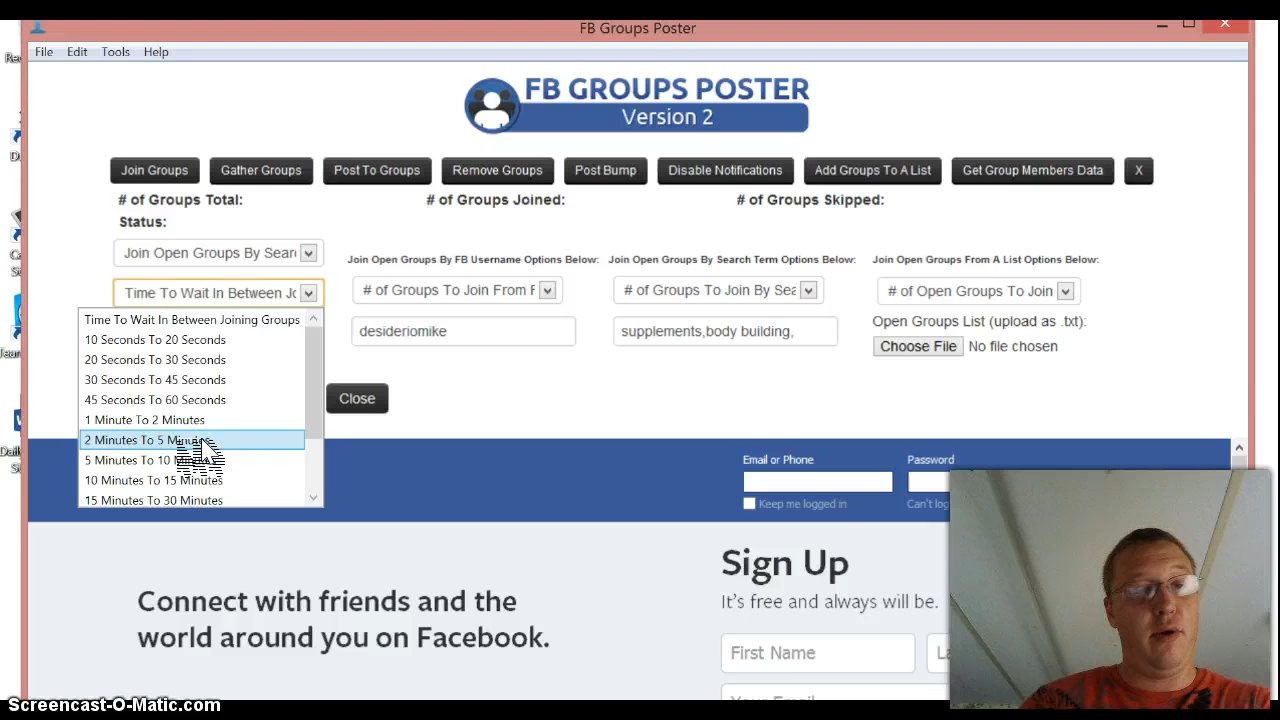 FB Groups Poster
File Edit Tools Help
FB GROUPS POSTER
Version 2
Join Groups Gather Groups Post To Groups Remove Groups Post Bump Disable Notifications Add Groups To A List Get Group Members Data X
# of Groups Total: # of Groups Joined: # of Groups Skipped:
Status:
Join Open Groups By Sear
Join Open Groups By FB Username Options Below: Join Open Groups By Search Term Options Below: Join Open Groups From A List Options Below:
Time To Wait In Between Jo # of Groups To Join From F # of Groups To Join By Sea # of Open Groups To Join
desideriomike supplements,body building, Open Groups List (upload as .txt):
Choose File No file chosen
Time To Wait In Between Joining Groups
10 Seconds To 20 Seconds
20 Seconds To 30 Seconds
30 Seconds To 45 Seconds
45 Seconds To 60 Seconds
1 Minute To 2 Minutes
2 Minutes To 5 Minutes
5 Minutes To 10
10 Minutes To 15 Minutes
15 Minutes To 30 Minutes
Close
Email or Phone Password
Keep me logged in Can't log
Connect with friends and the
world around you on Facebook.
Sign Up
It's free and always will be.
First Name La
Your Email
Screencast-O-Matic.com